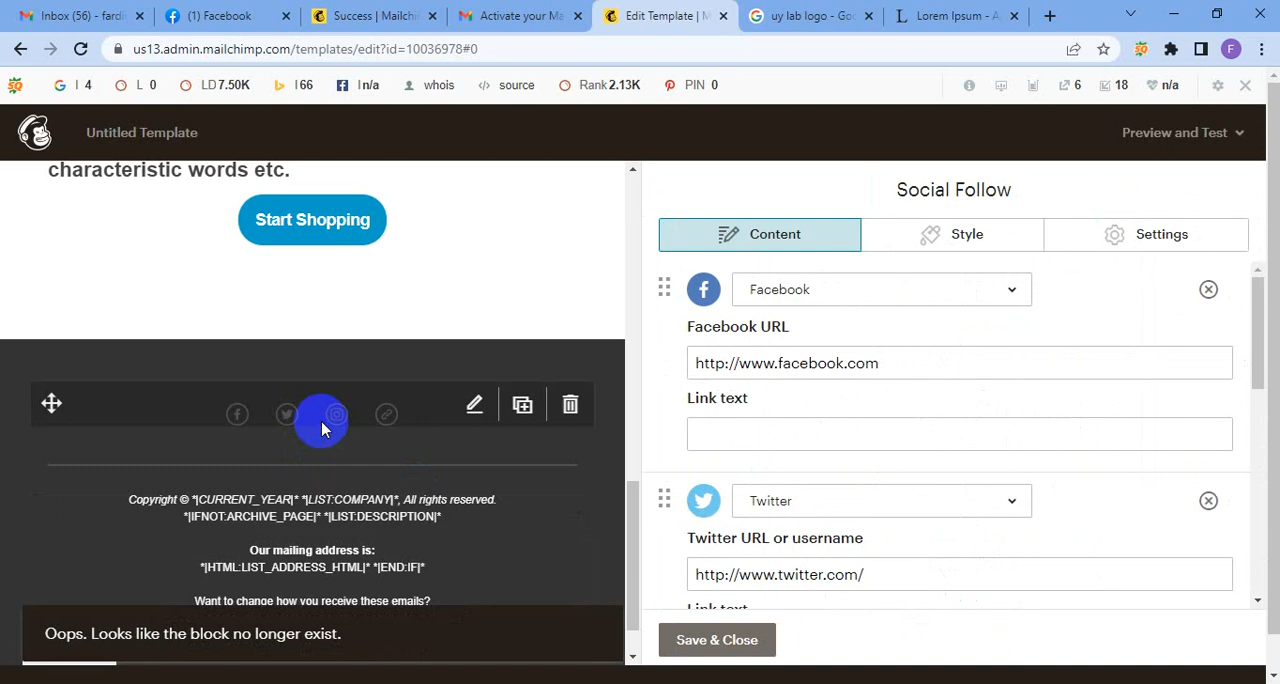 Inbox (56) - fardi
(1) Facebook
Success | Mailchi
Activate your Ma
Edit Template | M
uy lab logo - Goo
Lorem Ipsum - A
us13.admin.mailchimp.com/templates/edit?id=10036978#0
F
I 4
L 0
LD 7.50K
I 66
I n/a
whois
source
Rank 2.13K
PIN 0
6
18
n/a
Untitled Template
Preview and Test
characteristic words etc.
Start Shopping
Social Follow
Content
Style
Settings
Facebook
Facebook URL
http://www.facebook.com
Link text
Twitter
Twitter URL or username
http://www.twitter.com/
Link text
Save & Close
Copyright © *|CURRENT_YEAR|* *|LIST:COMPANY|*, All rights reserved.
*|IFNOT:ARCHIVE_PAGE|* *|LIST:DESCRIPTION|*
Our mailing address is:
*|HTML:LIST_ADDRESS_HTML|* *|END:IF|*
Want to change how you receive these emails?
Oops. Looks like the block no longer exist.